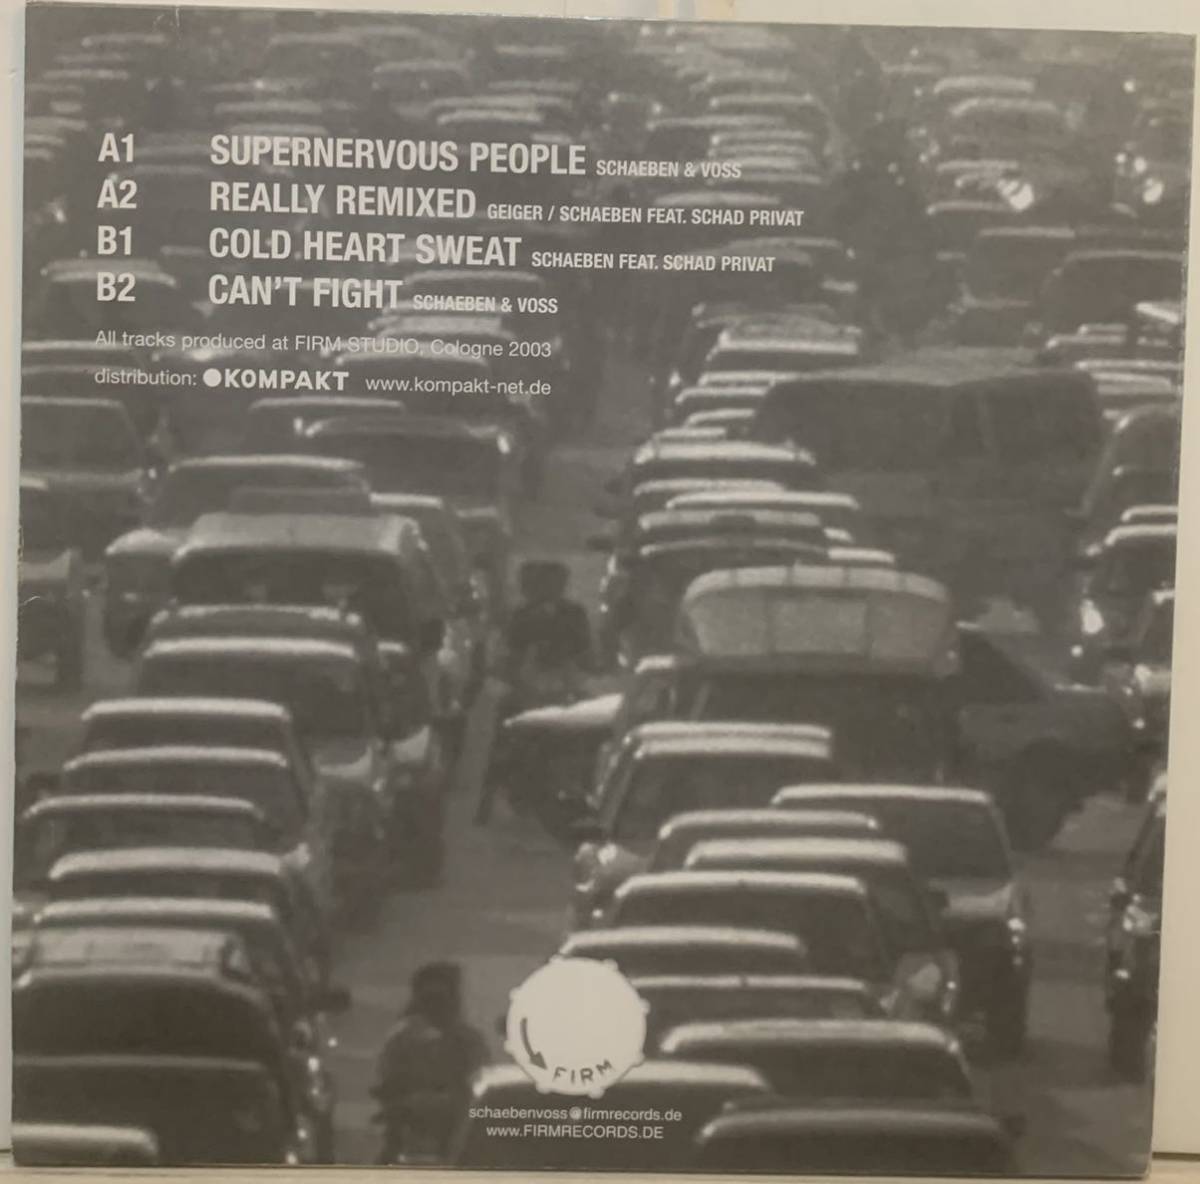 A1 SUPERNERVOUS PEOPLE SCHAEBEN & VOSS
A2 REALLY REMIXED GEIGER / SCHAEBEN FEAT. SCHAD PRIVAT
B1 COLD HEART SWEAT SCHAEBEN FEAT. SCHAD PRIVAT
B2 CAN'T FIGHT SCHAEBEN & VOSS
All tracks produced at FIRM STUDIO, Cologne 2003
distribution: KOMPAKT www.kompakt-net.de
FIRM
schaebenvoss@firmrecords.de
www.FIRMRECORDS.DE